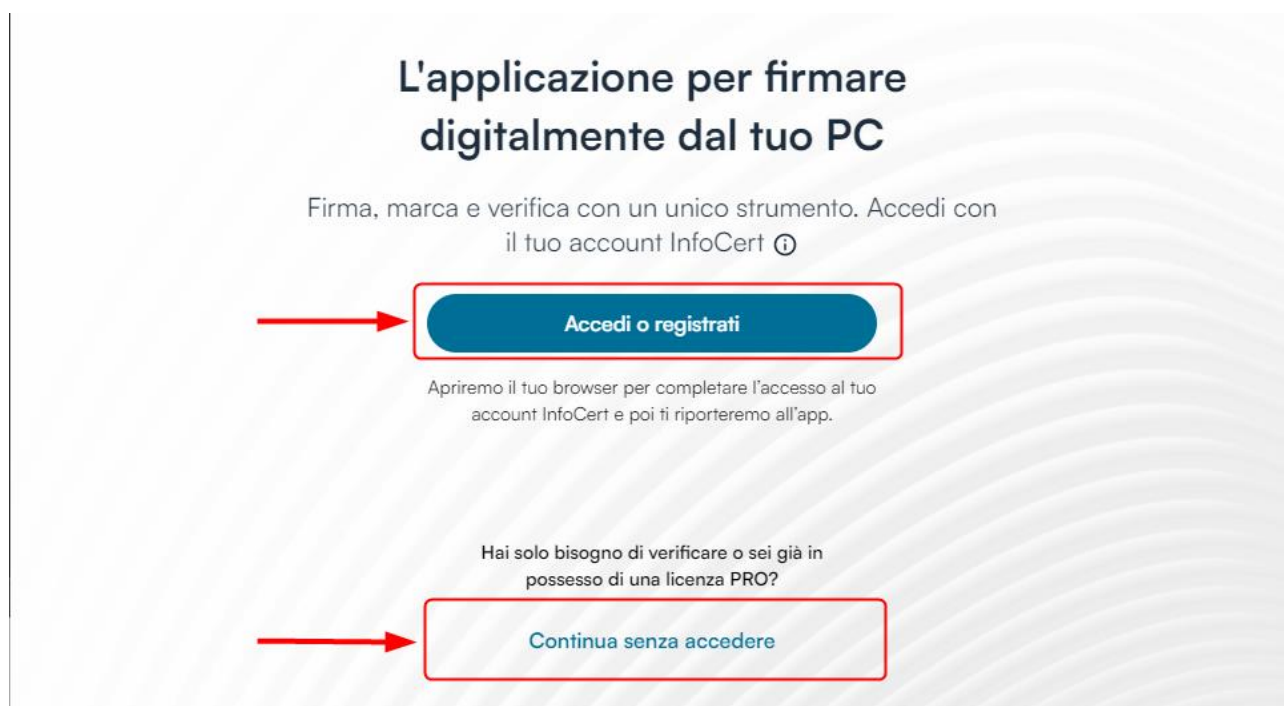 L'applicazione per firmare
digitalmente dal tuo PC
Firma, marca e verifica con un unico strumento. Accedi con
il tuo account InfoCert
Accedi o registrati
Apriremo il tuo browser per completare l'accesso al tuo
account InfoCert e poi ti riporteremo all'app.
Hai solo bisogno di verificare o sei già in
possesso di una licenza PRO?
Continua senza accedere